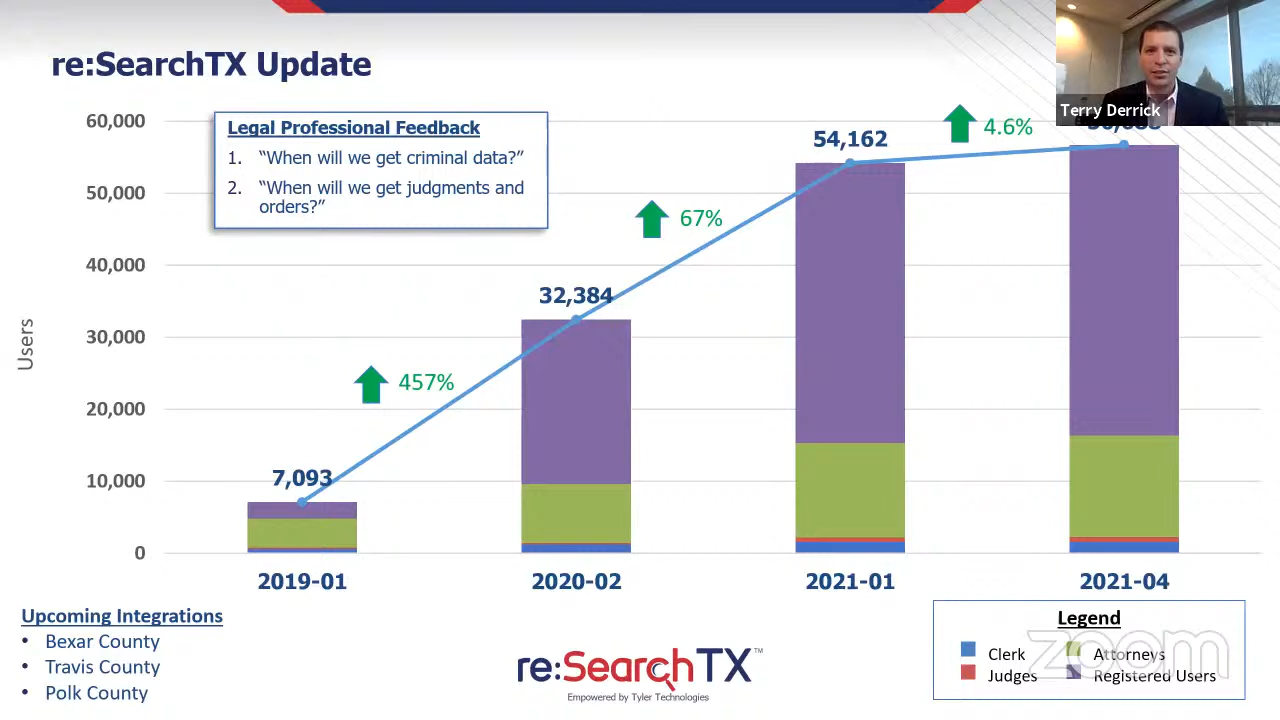 re:SearchTX Update
Terry Derrick
60,000
50,000
40,000
30,000
20,000
10,000
0
Users
Legal Professional Feedback
1. “When will we get criminal data?”
2. “When will we get judgments and
orders?”
7,093
457%
32,384
67%
54,162
4.6%
2019-01
2020-02
2021-01
2021-04
Upcoming Integrations
• Bexar County
• Travis County
• Polk County
re:SearchTX™
Empowered by Tyler Technologies
Legend
Clerk
Attorneys
Judges
Registered Users
zoom